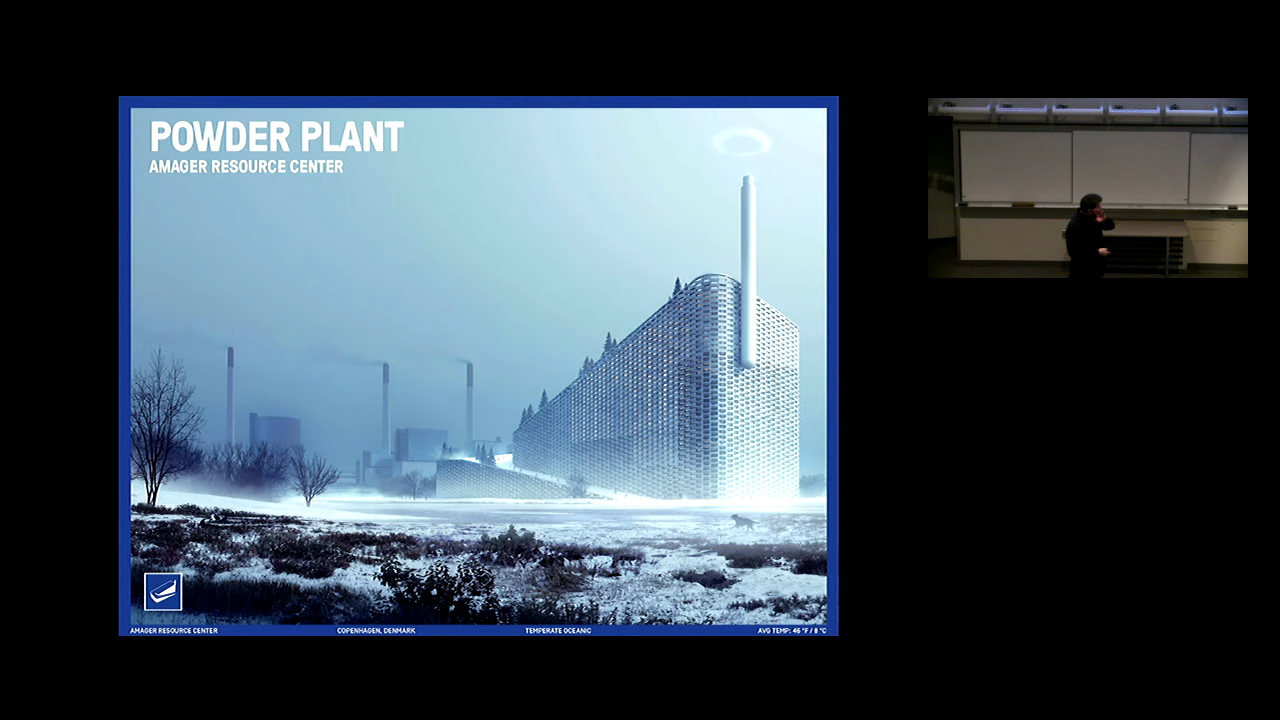 POWDER PLANT
AMAGER RESOURCE CENTER
AMAGER RESOURCE CENTER
COPENHAGEN, DENMARK
TEMPERATE OCEANIC
AVG TEMP: 46 °F / 8 °C